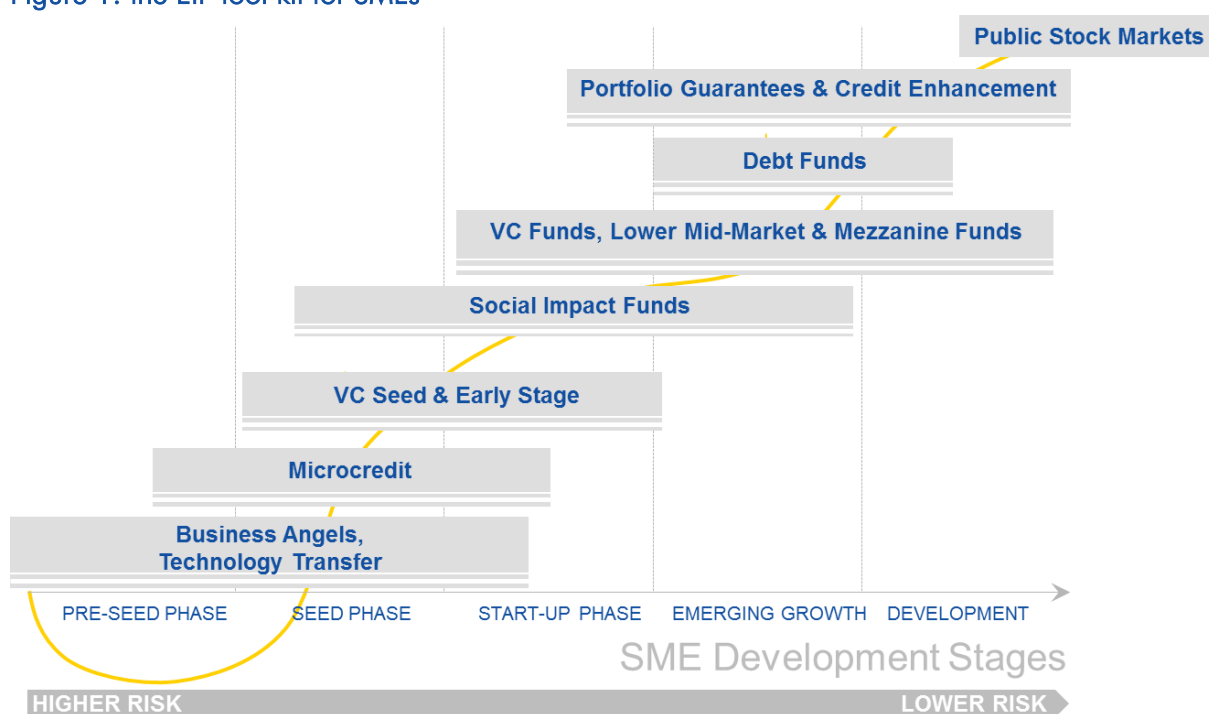 Public Stock Markets
Portfolio Guarantees & Credit Enhancement
Debt Funds
VC Funds, Lower Mid-Market & Mezzanine Funds
Social Impact Funds
VC Seed & Early Stage
Microcredit
Business Angels,
Technology Transfer
PRE-SEED PHASE SEED PHASE START-UP PHASE EMERGING GROWTH DEVELOPMENT
SME Development Stages
HIGHER RISK LOWER RISK